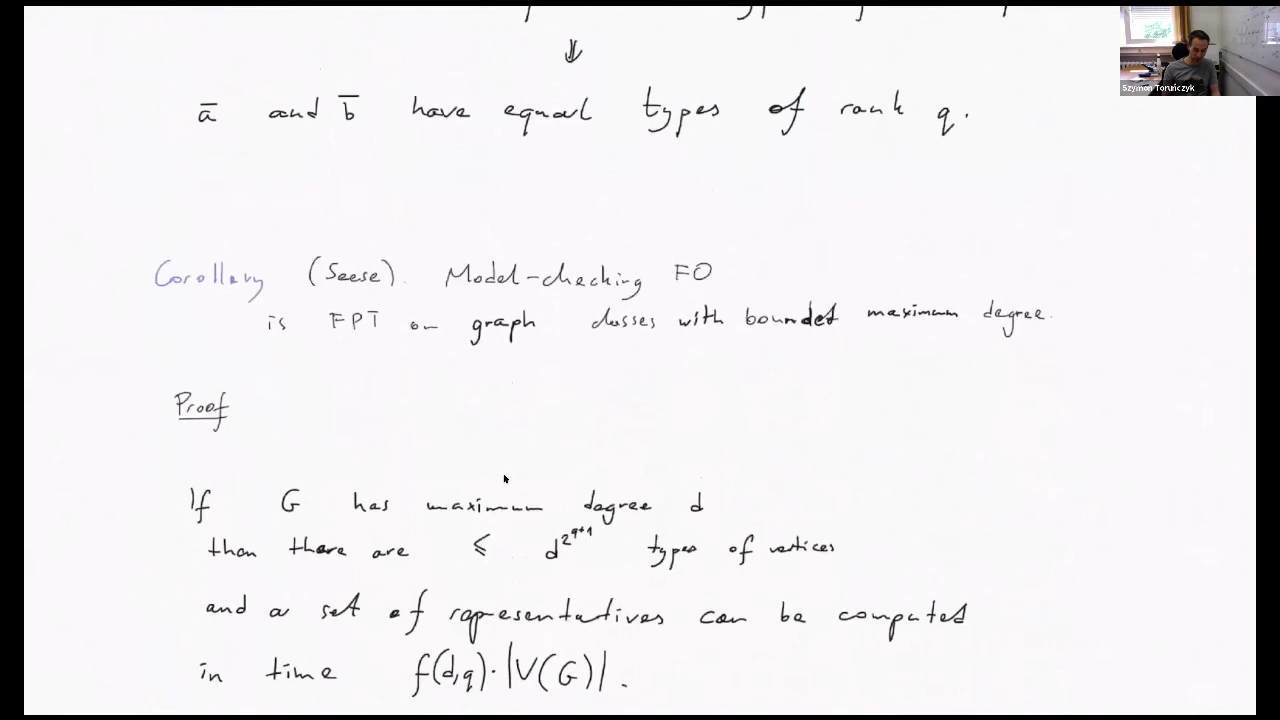 ā and b̄ have equal types of rank q.
Szymon Toruńczyk
Corollary (Seese). Model-checking FO
is FPT on graph classes with bounded maximum degree.
Proof
If G has maximum degree d
then there are ≤ d^{2^{q+1}} types of vertices
and a set of representatives can be computed
in time f(d,q)·|V(G)|.